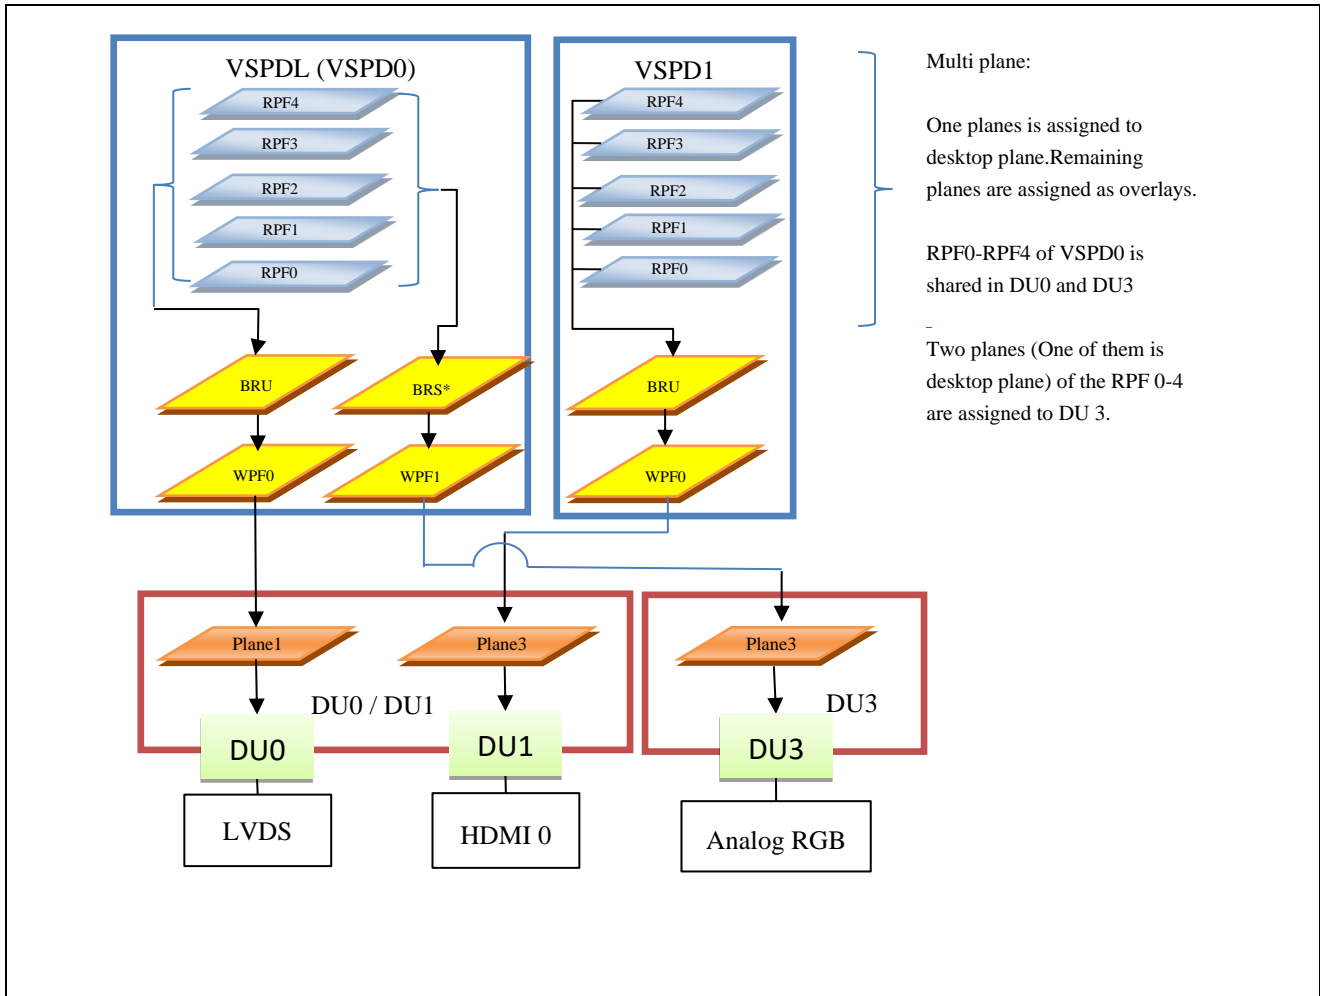 VSPDL (VSPD0)
RPF4
RPF3
RPF2
RPF1
RPF0
BRU
BRS*
WPF0
WPF1
VSPD1
RPF4
RPF3
RPF2
RPF1
RPF0
BRU
WPF0
Multi plane:
One planes is assigned to
desktop plane.Remaining
planes are assigned as overlays.
RPF0-RPF4 of VSPD0 is
shared in DU0 and DU3
Two planes (One of them is
desktop plane) of the RPF 0-4
are assigned to DU 3.
Plane1
Plane3
DU0 / DU1
DU0
DU1
Plane3
DU3
DU3
LVDS
HDMI 0
Analog RGB